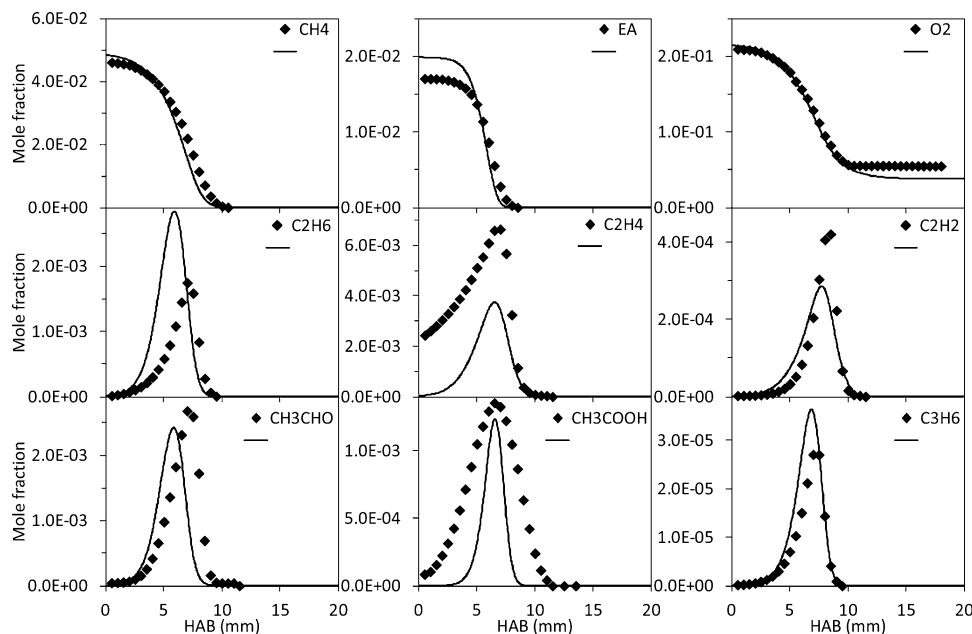 6.0E-02
4.0E-02
2.0E-02
0.0E+00
Mole fraction
CH4
2.0E-02
1.0E-02
0.0E+00
EA
2.0E-01
1.0E-01
0.0E+00
O2
2.0E-03
1.0E-03
0.0E+00
Mole fraction
C2H6
6.0E-03
4.0E-03
2.0E-03
0.0E+00
C2H4
4.0E-04
2.0E-04
0.0E+00
C2H2
2.0E-03
1.0E-03
0.0E+00
Mole fraction
CH3CHO
0 5 10 15 20
HAB (mm)
1.0E-03
5.0E-04
0.0E+00
CH3COOH
0 5 10 15 20
HAB (mm)
3.0E-05
2.0E-05
1.0E-05
0.0E+00
C3H6
0 5 10 15 20
HAB (mm)